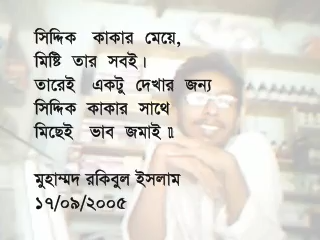 সিদ্দিক কাকার মেয়ে,
মিষ্টি তার সবই।
তারেই একটু দেখার জন্য
সিদ্দিক কাকার সাথে
মিছেই ভাব জমাই॥
মুহাম্মদ রকিবুল ইসলাম
১৭/০৯/২০০৫